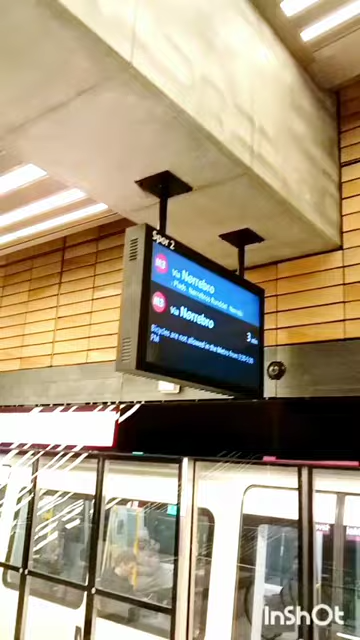 Spor 2
M3 Via Nørrebro
M3 Via Nørrebro 3 min
Bicycles are not allowed in the Metro from
PM
InShOt